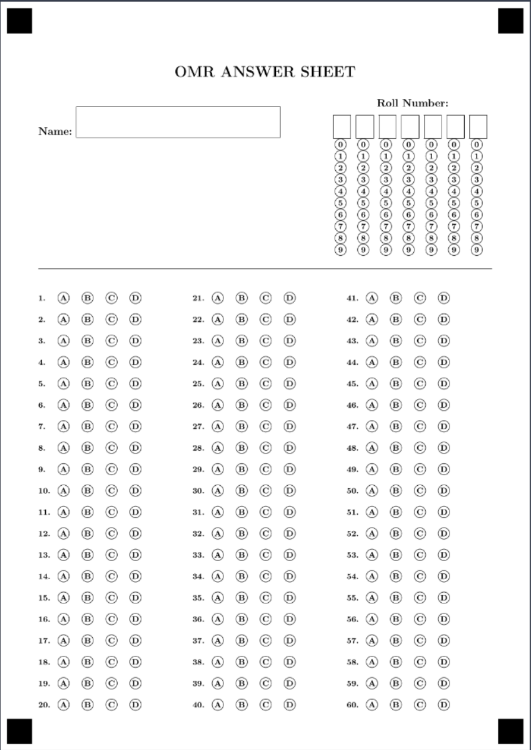 OMR ANSWER SHEET
Roll Number:
Name:
0 0 0 0 0 0 0
1 1 1 1 1 1 1
2 2 2 2 2 2 2
3 3 3 3 3 3 3
4 4 4 4 4 4 4
5 5 5 5 5 5 5
6 6 6 6 6 6 6
7 7 7 7 7 7 7
8 8 8 8 8 8 8
9 9 9 9 9 9 9
1. A B C D
2. A B C D
3. A B C D
4. A B C D
5. A B C D
6. A B C D
7. A B C D
8. A B C D
9. A B C D
10. A B C D
11. A B C D
12. A B C D
13. A B C D
14. A B C D
15. A B C D
16. A B C D
17. A B C D
18. A B C D
19. A B C D
20. A B C D
21. A B C D
22. A B C D
23. A B C D
24. A B C D
25. A B C D
26. A B C D
27. A B C D
28. A B C D
29. A B C D
30. A B C D
31. A B C D
32. A B C D
33. A B C D
34. A B C D
35. A B C D
36. A B C D
37. A B C D
38. A B C D
39. A B C D
40. A B C D
41. A B C D
42. A B C D
43. A B C D
44. A B C D
45. A B C D
46. A B C D
47. A B C D
48. A B C D
49. A B C D
50. A B C D
51. A B C D
52. A B C D
53. A B C D
54. A B C D
55. A B C D
56. A B C D
57. A B C D
58. A B C D
59. A B C D
60. A B C D